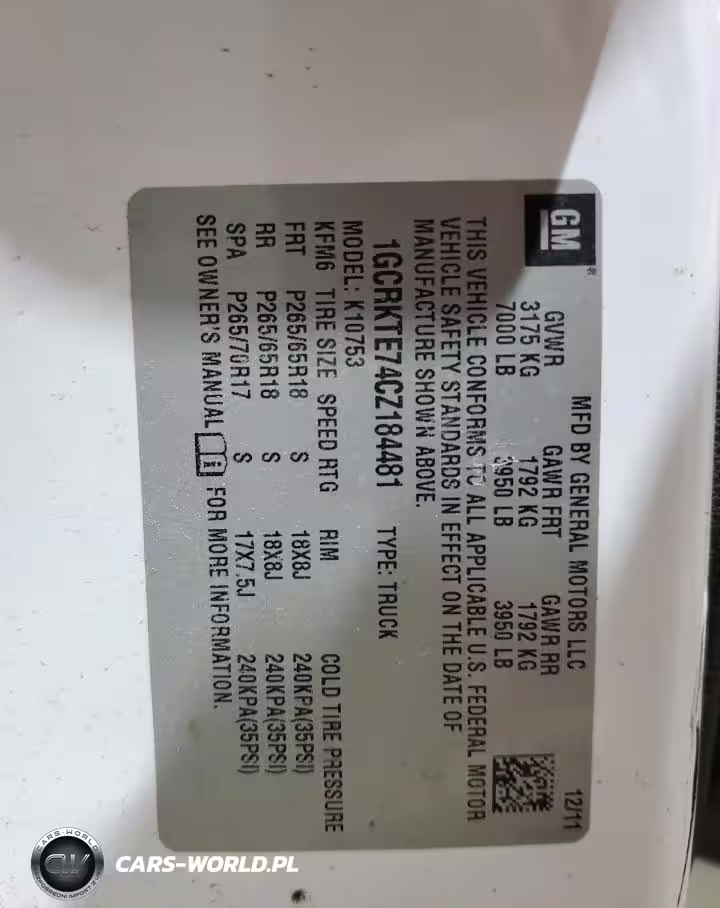 GM
MFD BY GENERAL MOTORS LLC 12/11
GVWR GAWR FRT GAWR RR
3175 KG 1792 KG 1792 KG
7000 LB 3950 LB 3950 LB
THIS VEHICLE CONFORMS TO ALL APPLICABLE U.S. FEDERAL MOTOR
VEHICLE SAFETY STANDARDS IN EFFECT ON THE DATE OF
MANUFACTURE SHOWN ABOVE.
1GCRKTE74CZ184481 TYPE: TRUCK
MODEL: K10753
KFM6 TIRE SIZE SPEED RTG RIM COLD TIRE PRESSURE
FRT P265/65R18 S 18X8J 240KPA(35PSI)
RR P265/65R18 S 18X8J 240KPA(35PSI)
SPA P265/70R17 S 17X7.5J 240KPA(35PSI)
SEE OWNER'S MANUAL FOR MORE INFORMATION.
CARS-WORLD
CW
CARS-WORLD.PL